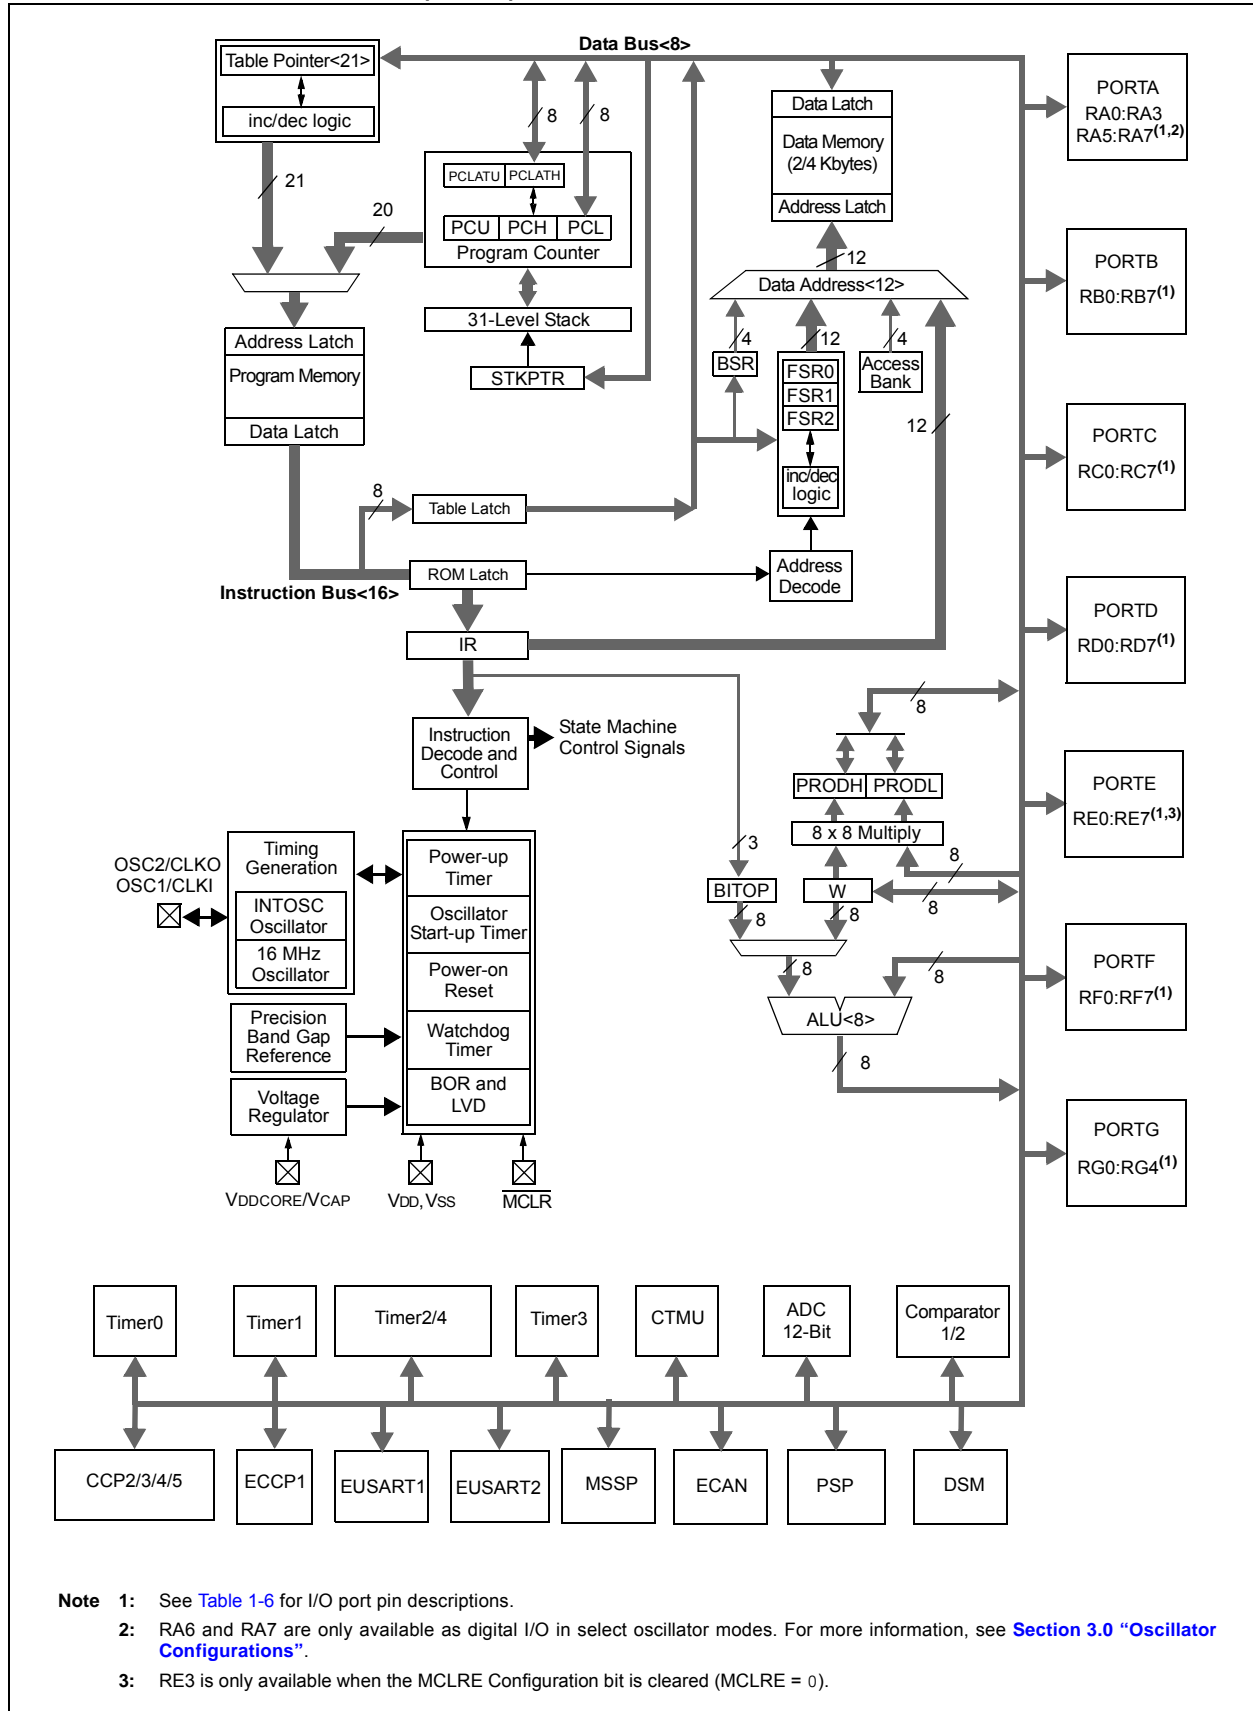 Data Bus<8>
Table Pointer<21>
inc/dec logic
21
20
8
8
PCLATU
PCLATH
PCU
PCH
PCL
Program Counter
31-Level Stack
STKPTR
Address Latch
Program Memory
Data Latch
8
Table Latch
ROM Latch
Instruction Bus<16>
IR
Data Latch
Data Memory
(2/4 Kbytes)
Address Latch
12
Data Address<12>
4
12
4
BSR
FSR0
FSR1
FSR2
inc/dec
logic
Access
Bank
12
Address
Decode
PORTA
RA0:RA3
RA5:RA7(1,2)
PORTB
RB0:RB7(1)
PORTC
RC0:RC7(1)
PORTD
RD0:RD7(1)
PORTE
RE0:RE7(1,3)
PORTF
RF0:RF7(1)
PORTG
RG0:RG4(1)
Instruction
Decode and
Control
State Machine
Control Signals
8
PRODH
PRODL
8 x 8 Multiply
3
8
BITOP
W
8
8
8
8
8
ALU<8>
8
OSC2/CLKO
OSC1/CLKI
Timing
Generation
INTOSC
Oscillator
16 MHz
Oscillator
Precision
Band Gap
Reference
Voltage
Regulator
Power-up
Timer
Oscillator
Start-up Timer
Power-on
Reset
Watchdog
Timer
BOR and
LVD
VDDCORE/VCAP
VDD, VSS
MCLR
Timer0
Timer1
Timer2/4
Timer3
CTMU
ADC
12-Bit
Comparator
1/2
CCP2/3/4/5
ECCP1
EUSART1
EUSART2
MSSP
ECAN
PSP
DSM
Note 1: See Table 1-6 for I/O port pin descriptions.
2: RA6 and RA7 are only available as digital I/O in select oscillator modes. For more information, see Section 3.0 “Oscillator
Configurations”.
3: RE3 is only available when the MCLRE Configuration bit is cleared (MCLRE = 0).